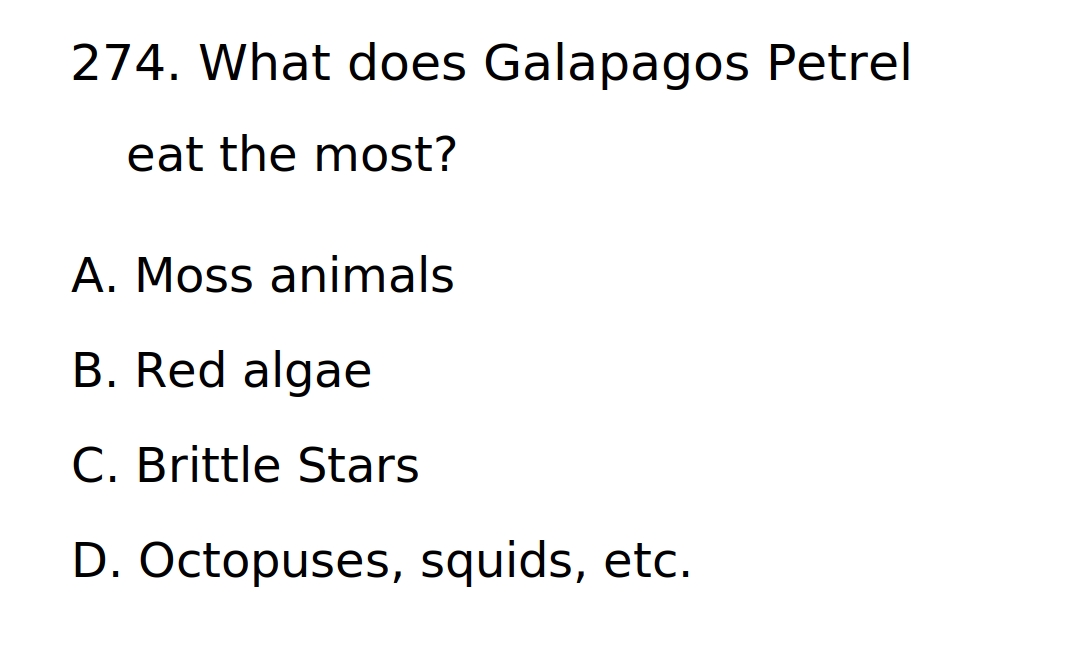 274. What does Galapagos Petrel
eat the most?
A. Moss animals
B. Red algae
C. Brittle Stars
D. Octopuses, squids, etc.